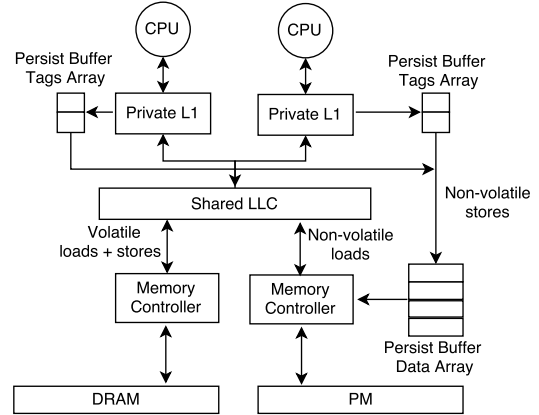 CPU
CPU
Persist Buffer
Tags Array
Persist Buffer
Tags Array
Private L1
Private L1
Shared LLC
Non-volatile
stores
Volatile
loads + stores
Non-volatile
loads
Memory
Controller
Memory
Controller
Persist Buffer
Data Array
DRAM
PM